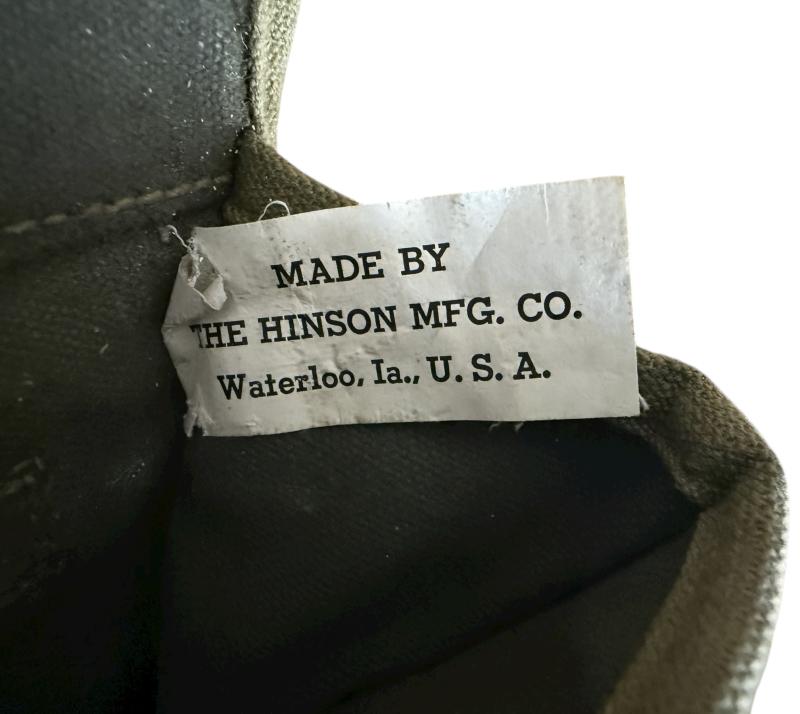 MADE BY
THE HINSON MFG. CO.
Waterloo, Ia., U. S. A.